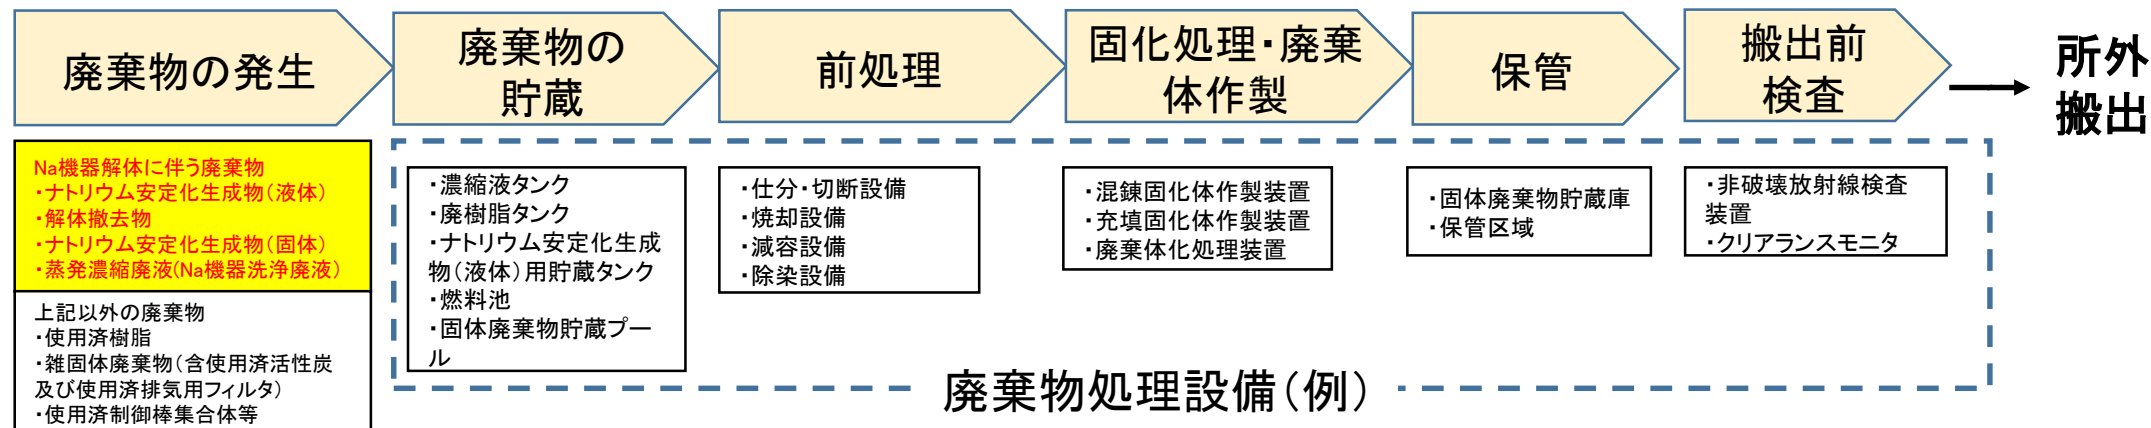 廃棄物の発生
廃棄物の
貯蔵
前処理
固化処理・廃棄
体作製
保管
搬出前
検査
所外
搬出
Na機器解体に伴う廃棄物
・ナトリウム安定化生成物（液体）
・解体撤去物
・ナトリウム安定化生成物（固体）
・蒸発濃縮廃液(Na機器洗浄廃液)
上記以外の廃棄物
・使用済樹脂
・雑固体廃棄物（含使用済活性炭
及び使用済排気用フィルタ）
・使用済制御棒集合体等
・濃縮液タンク
・廃樹脂タンク
・ナトリウム安定化生成
物（液体）用貯蔵タンク
・燃料池
・固体廃棄物貯蔵プー
ル
・仕分・切断設備
・焼却設備
・減容設備
・除染設備
・混錬固化体作製装置
・充填固化体作製装置
・廃棄体化処理装置
・固体廃棄物貯蔵庫
・保管区域
・非破壊放射線検査
装置
・クリアランスモニタ
廃棄物処理設備（例）